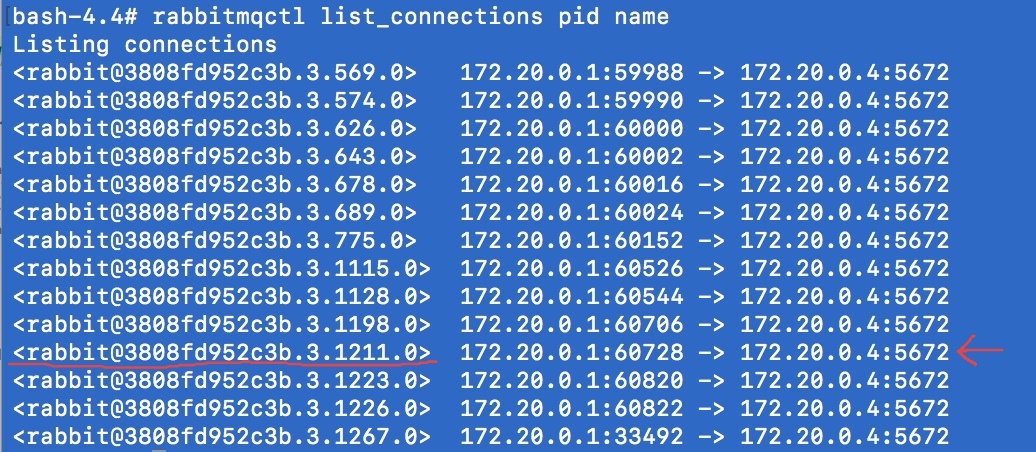 bash-4.4# rabbitmqctl list_connections pid name
Listing connections
<rabbit@3808fd952c3b.3.569.0> 172.20.0.1:59988 -> 172.20.0.4:5672
<rabbit@3808fd952c3b.3.574.0> 172.20.0.1:59990 -> 172.20.0.4:5672
<rabbit@3808fd952c3b.3.626.0> 172.20.0.1:60000 -> 172.20.0.4:5672
<rabbit@3808fd952c3b.3.643.0> 172.20.0.1:60002 -> 172.20.0.4:5672
<rabbit@3808fd952c3b.3.678.0> 172.20.0.1:60016 -> 172.20.0.4:5672
<rabbit@3808fd952c3b.3.689.0> 172.20.0.1:60024 -> 172.20.0.4:5672
<rabbit@3808fd952c3b.3.775.0> 172.20.0.1:60152 -> 172.20.0.4:5672
<rabbit@3808fd952c3b.3.1115.0> 172.20.0.1:60526 -> 172.20.0.4:5672
<rabbit@3808fd952c3b.3.1128.0> 172.20.0.1:60544 -> 172.20.0.4:5672
<rabbit@3808fd952c3b.3.1198.0> 172.20.0.1:60706 -> 172.20.0.4:5672
<rabbit@3808fd952c3b.3.1211.0> 172.20.0.1:60728 -> 172.20.0.4:5672
<rabbit@3808fd952c3b.3.1223.0> 172.20.0.1:60820 -> 172.20.0.4:5672
<rabbit@3808fd952c3b.3.1226.0> 172.20.0.1:60822 -> 172.20.0.4:5672
<rabbit@3808fd952c3b.3.1267.0> 172.20.0.1:33492 -> 172.20.0.4:5672